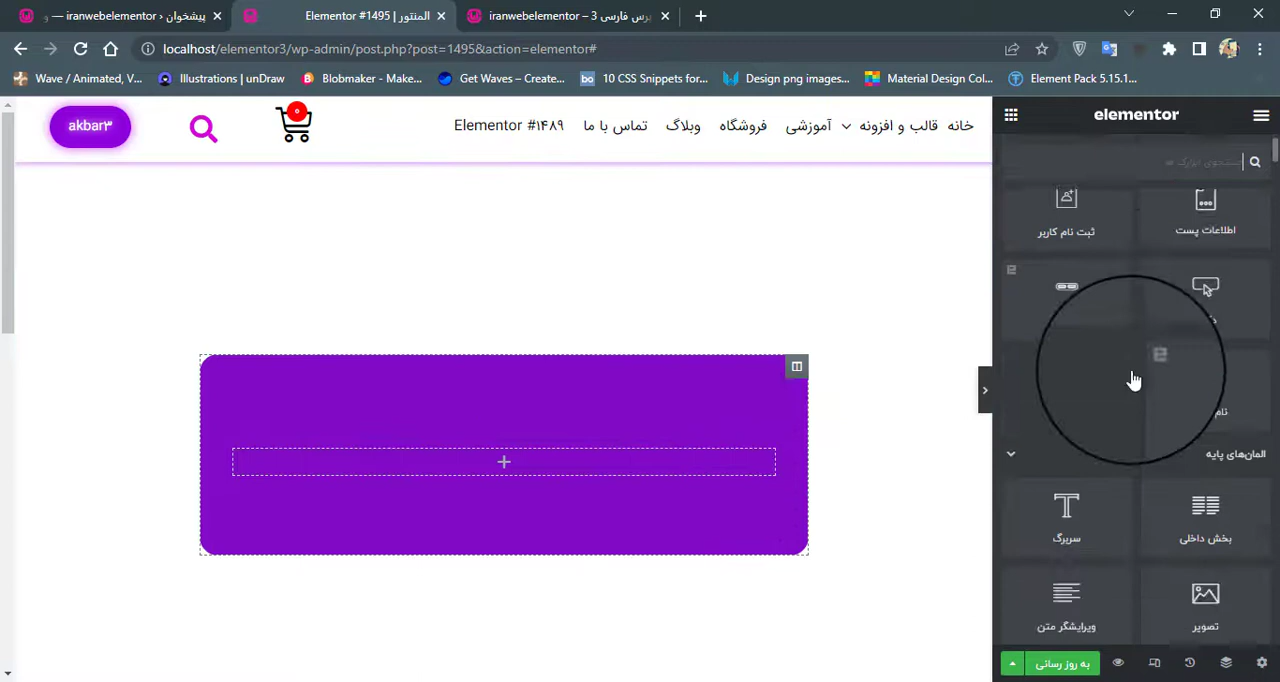 پیشخوان ‹ iranwebelementor — و
Elementor #1495 | المنتور
iranwebelementor – برس فارسی 3
localhost/elementor3/wp-admin/post.php?post=1495&action=elementor#
Wave / Animated, V...
Illustrations | unDraw
Blobmaker - Make...
Get Waves – Create...
10 CSS Snippets for...
Design png images...
Material Design Col...
Element Pack 5.15.1...
خانه
قالب و افزونه
آموزشی
فروشگاه
وبلاگ
تماس با ما
Elementor #۱۴۸۹
۰
akbar۳
elementor
اطلاعات پست
ثبت نام کاربر
نام
المان‌های پایه
بخش داخلی
سربرگ
تصویر
ویرایشگر متن
به روز رسانی